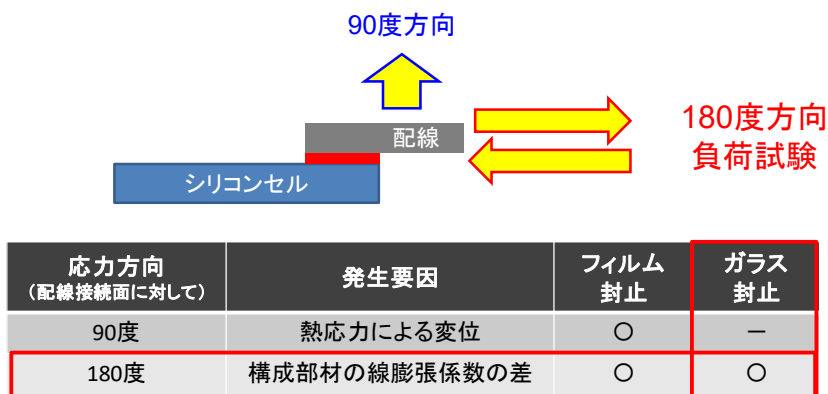 90度方向
配線
180度方向
負荷試験
シリコンセル
応力方向
（配線接続面に対して）
発生要因
フィルム
封止
ガラス
封止
90度 熱応力による変位 〇 －
180度 構成部材の線膨張係数の差 〇 〇